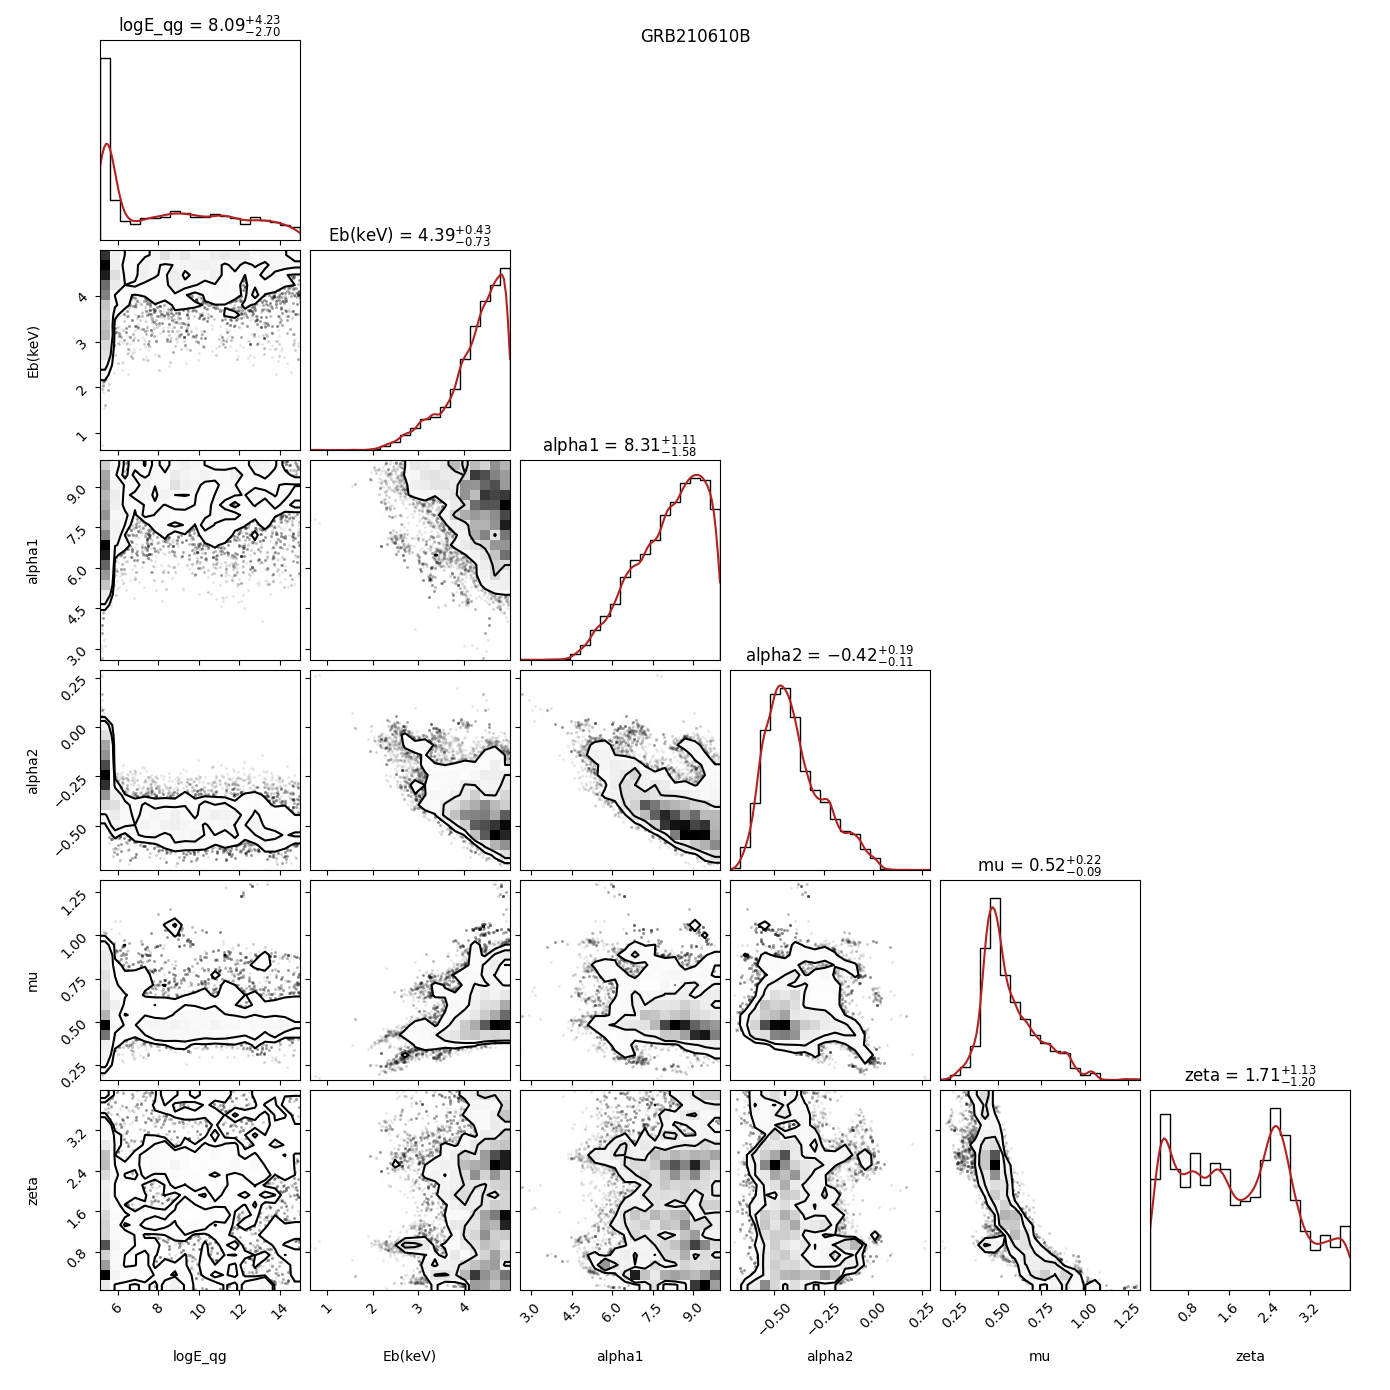 logE_qg = 8.09+4.23−2.70
GRB210610B
Eb(keV) = 4.39+0.43−0.73
4
3
2
1
Eb(keV)
alpha1 = 8.31+1.11−1.58
9.0
7.5
6.0
4.5
3.0
alpha1
alpha2 = −0.42+0.19−0.11
0.25
0.00
−0.25
−0.50
alpha2
mu = 0.52+0.22−0.09
1.25
1.00
0.75
0.50
0.25
mu
zeta = 1.71+1.13−1.20
3.2
2.4
1.6
0.8
zeta
6 8 10 12 14 1 2 3 4 3.0 4.5 6.0 7.5 9.0 −0.50 −0.25 0.00 0.25 0.25 0.50 0.75 1.00 1.25 0.8 1.6 2.4 3.2
logE_qg Eb(keV) alpha1 alpha2 mu zeta